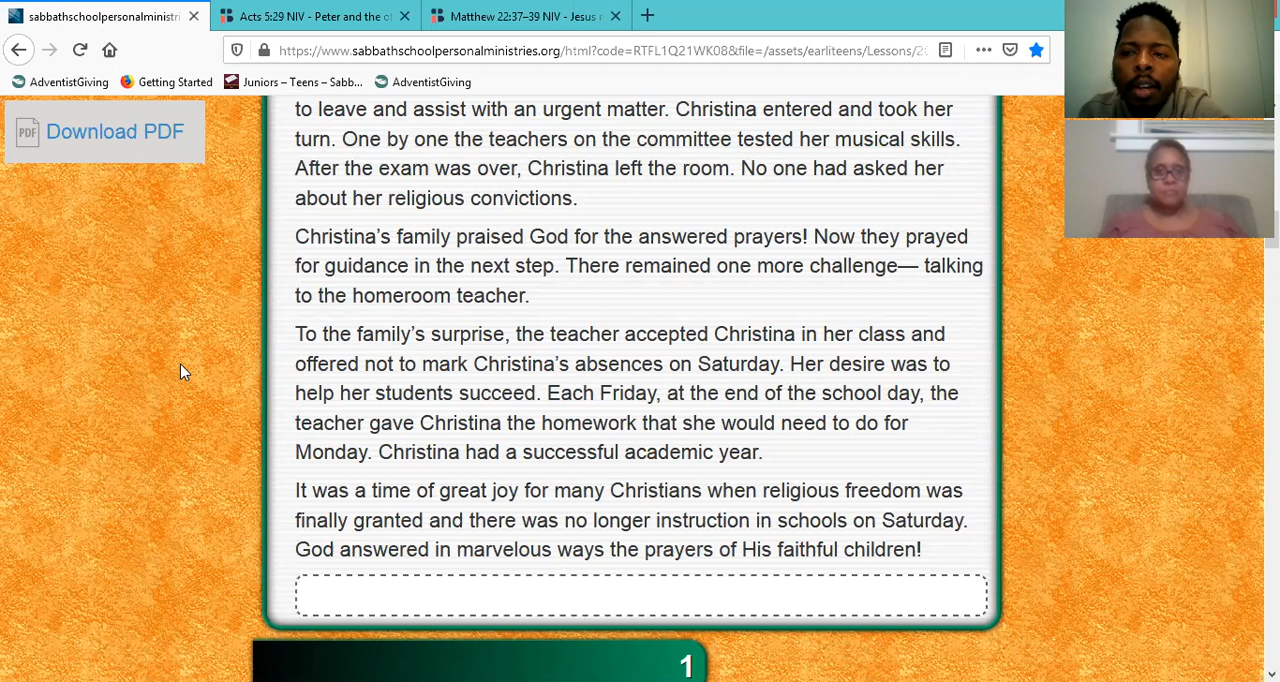 sabbathschoolpersonalministri
Acts 5:29 NIV - Peter and the o
Matthew 22:37–39 NIV - Jesus r
https://www.sabbathschoolpersonalministries.org/html?code=RTFL1Q21WK08&file=/assets/earliteens/Lessons/2
AdventistGiving
Getting Started
Juniors – Teens – Sabb...
AdventistGiving
PDF
Download PDF
to leave and assist with an urgent matter. Christina entered and took her
turn. One by one the teachers on the committee tested her musical skills.
After the exam was over, Christina left the room. No one had asked her
about her religious convictions.
Christina’s family praised God for the answered prayers! Now they prayed
for guidance in the next step. There remained one more challenge— talking
to the homeroom teacher.
To the family’s surprise, the teacher accepted Christina in her class and
offered not to mark Christina’s absences on Saturday. Her desire was to
help her students succeed. Each Friday, at the end of the school day, the
teacher gave Christina the homework that she would need to do for
Monday. Christina had a successful academic year.
It was a time of great joy for many Christians when religious freedom was
finally granted and there was no longer instruction in schools on Saturday.
God answered in marvelous ways the prayers of His faithful children!
1